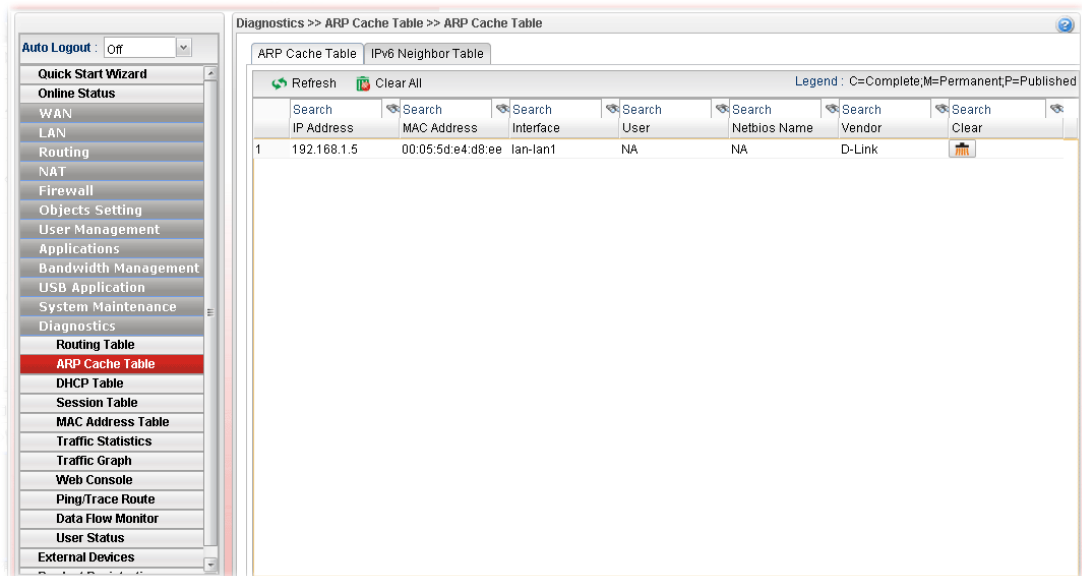 Diagnostics >> ARP Cache Table >> ARP Cache Table
Auto Logout : Off
Quick Start Wizard
Online Status
WAN
LAN
Routing
NAT
Firewall
Objects Setting
User Management
Applications
Bandwidth Management
USB Application
System Maintenance
Diagnostics
Routing Table
ARP Cache Table
DHCP Table
Session Table
MAC Address Table
Traffic Statistics
Traffic Graph
Web Console
Ping/Trace Route
Data Flow Monitor
User Status
External Devices
ARP Cache Table IPv6 Neighbor Table
Refresh Clear All Legend : C=Complete;M=Permanent;P=Published
Search Search Search Search Search Search Search
IP Address MAC Address Interface User Netbios Name Vendor Clear
1 192.168.1.5 00:05:5d:e4:d8:ee lan-lan1 NA NA D-Link